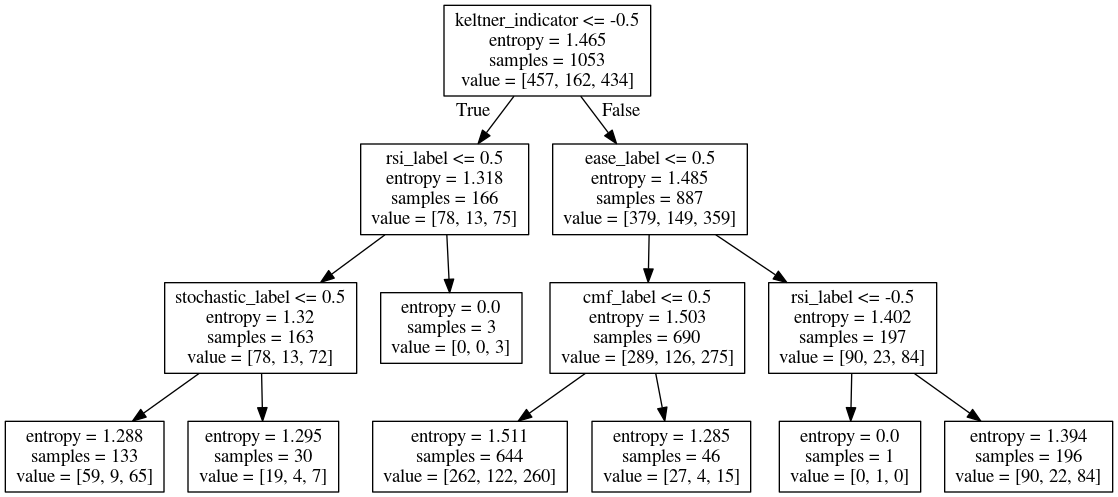 keltner_indicator <= -0.5
entropy = 1.465
samples = 1053
value = [457, 162, 434]
True
False
rsi_label <= 0.5
entropy = 1.318
samples = 166
value = [78, 13, 75]
ease_label <= 0.5
entropy = 1.485
samples = 887
value = [379, 149, 359]
stochastic_label <= 0.5
entropy = 1.32
samples = 163
value = [78, 13, 72]
entropy = 0.0
samples = 3
value = [0, 0, 3]
cmf_label <= 0.5
entropy = 1.503
samples = 690
value = [289, 126, 275]
rsi_label <= -0.5
entropy = 1.402
samples = 197
value = [90, 23, 84]
entropy = 1.288
samples = 133
value = [59, 9, 65]
entropy = 1.295
samples = 30
value = [19, 4, 7]
entropy = 1.511
samples = 644
value = [262, 122, 260]
entropy = 1.285
samples = 46
value = [27, 4, 15]
entropy = 0.0
samples = 1
value = [0, 1, 0]
entropy = 1.394
samples = 196
value = [90, 22, 84]